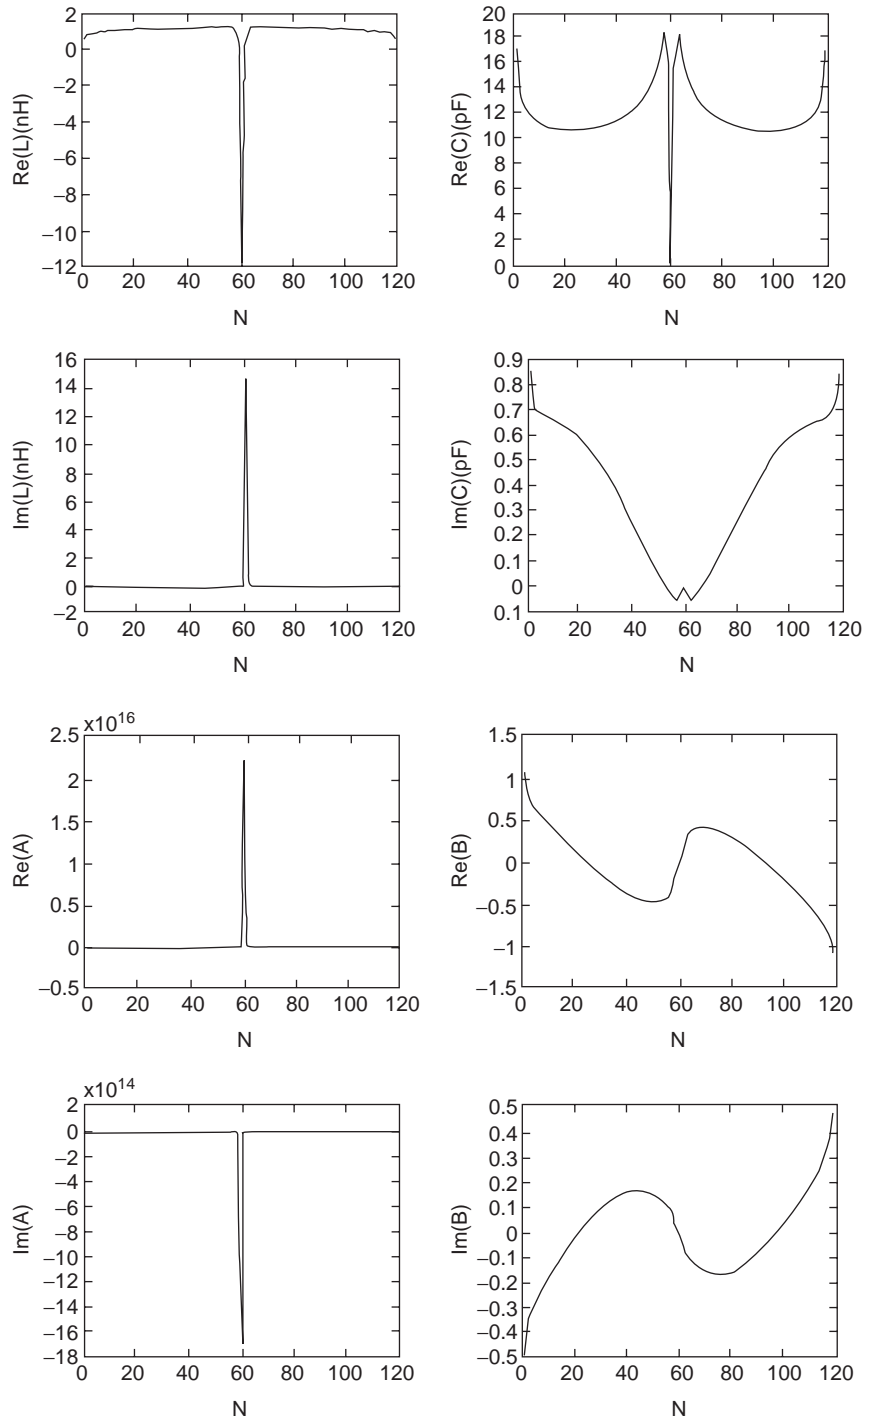 2
0
−2
−4
−6
−8
−10
−12
0 20 40 60 80 100 120
Re(L)(nH)
N
20
18
16
14
12
10
8
6
4
2
0
0 20 40 60 80 100 120
Re(C)(pF)
N
16
14
12
10
8
6
4
2
0
−2
0 20 40 60 80 100 120
Im(L)(nH)
N
0.9
0.8
0.7
0.6
0.5
0.4
0.3
0.2
0.1
0
0.1
0 20 40 60 80 100 120
Im(C)(pF)
N
x10^16
2.5
2
1.5
1
0.5
0
−0.5
0 20 40 60 80 100 120
Re(A)
N
1.5
1
0.5
0
−0.5
−1
−1.5
0 20 40 60 80 100 120
Re(B)
N
x10^14
2
0
−2
−4
−6
−8
−10
−12
−14
−16
−18
0 20 40 60 80 100 120
Im(A)
N
0.5
0.4
0.3
0.2
0.1
0
−0.1
−0.2
−0.3
−0.4
−0.5
0 20 40 60 80 100 120
Im(B)
N